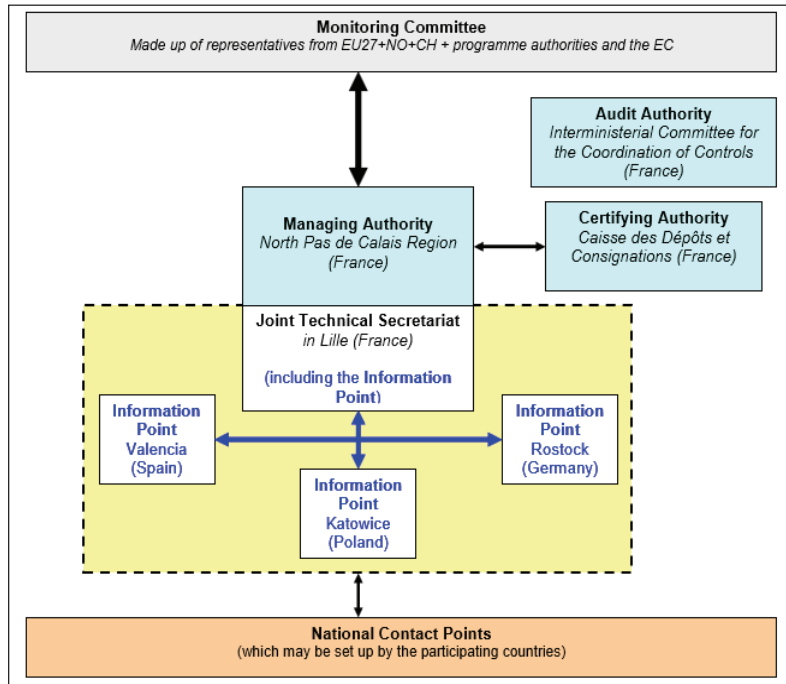 Monitoring Committee
Made up of representatives from EU27+NO+CH + programme authorities and the EC
Audit Authority
Interministerial Committee for
the Coordination of Controls
(France)
Managing Authority
North Pas de Calais Region
(France)
Certifying Authority
Caisse des Dépôts et
Consignations (France)
Joint Technical Secretariat
in Lille (France)
(including the Information
Point)
Information
Point
Valencia
(Spain)
Information
Point
Rostock
(Germany)
Information
Point
Katowice
(Poland)
National Contact Points
(which may be set up by the participating countries)